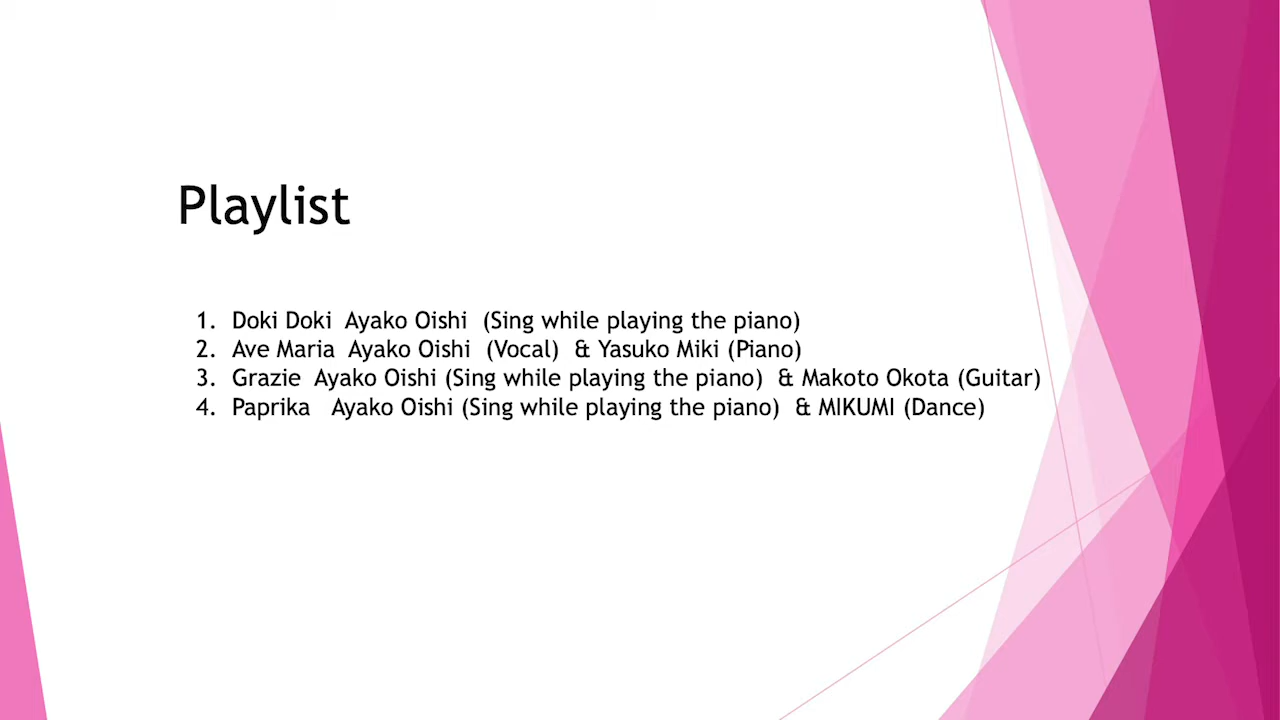 Playlist
1. Doki Doki Ayako Oishi (Sing while playing the piano)
2. Ave Maria Ayako Oishi (Vocal) & Yasuko Miki (Piano)
3. Grazie Ayako Oishi (Sing while playing the piano) & Makoto Okota (Guitar)
4. Paprika Ayako Oishi (Sing while playing the piano) & MIKUMI (Dance)